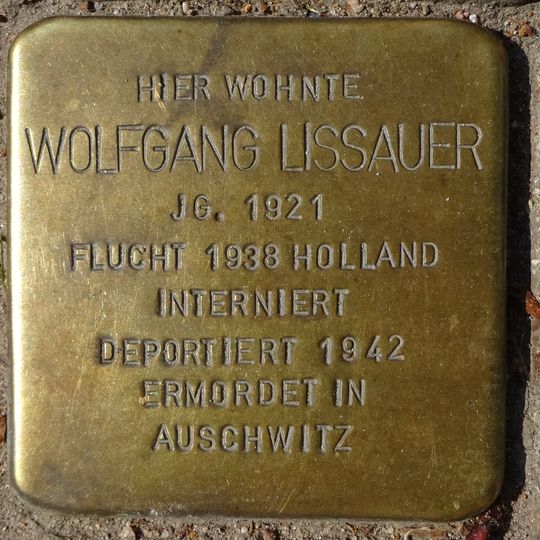 HIER WOHNTE
WOLFGANG LISSAUER
JG. 1921
FLUCHT 1938 HOLLAND
INTERNIERT
DEPORTIERT 1942
ERMORDET IN
AUSCHWITZ